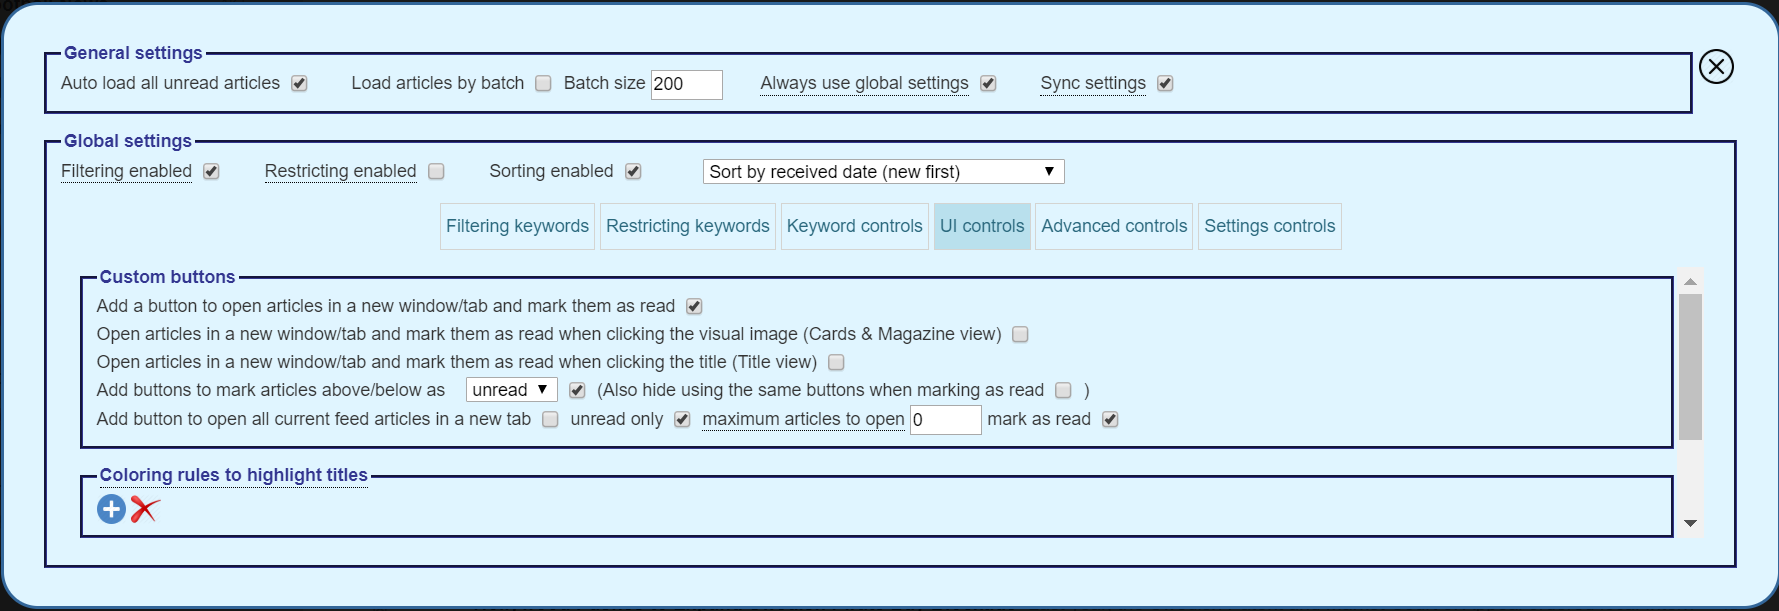 General settings
Auto load all unread articles Load articles by batch Batch size 200 Always use global settings Sync settings
Global settings
Filtering enabled Restricting enabled Sorting enabled Sort by received date (new first)
Filtering keywords Restricting keywords Keyword controls UI controls Advanced controls Settings controls
Custom buttons
Add a button to open articles in a new window/tab and mark them as read
Open articles in a new window/tab and mark them as read when clicking the visual image (Cards & Magazine view)
Open articles in a new window/tab and mark them as read when clicking the title (Title view)
Add buttons to mark articles above/below as unread (Also hide using the same buttons when marking as read )
Add button to open all current feed articles in a new tab unread only maximum articles to open 0 mark as read
Coloring rules to highlight titles